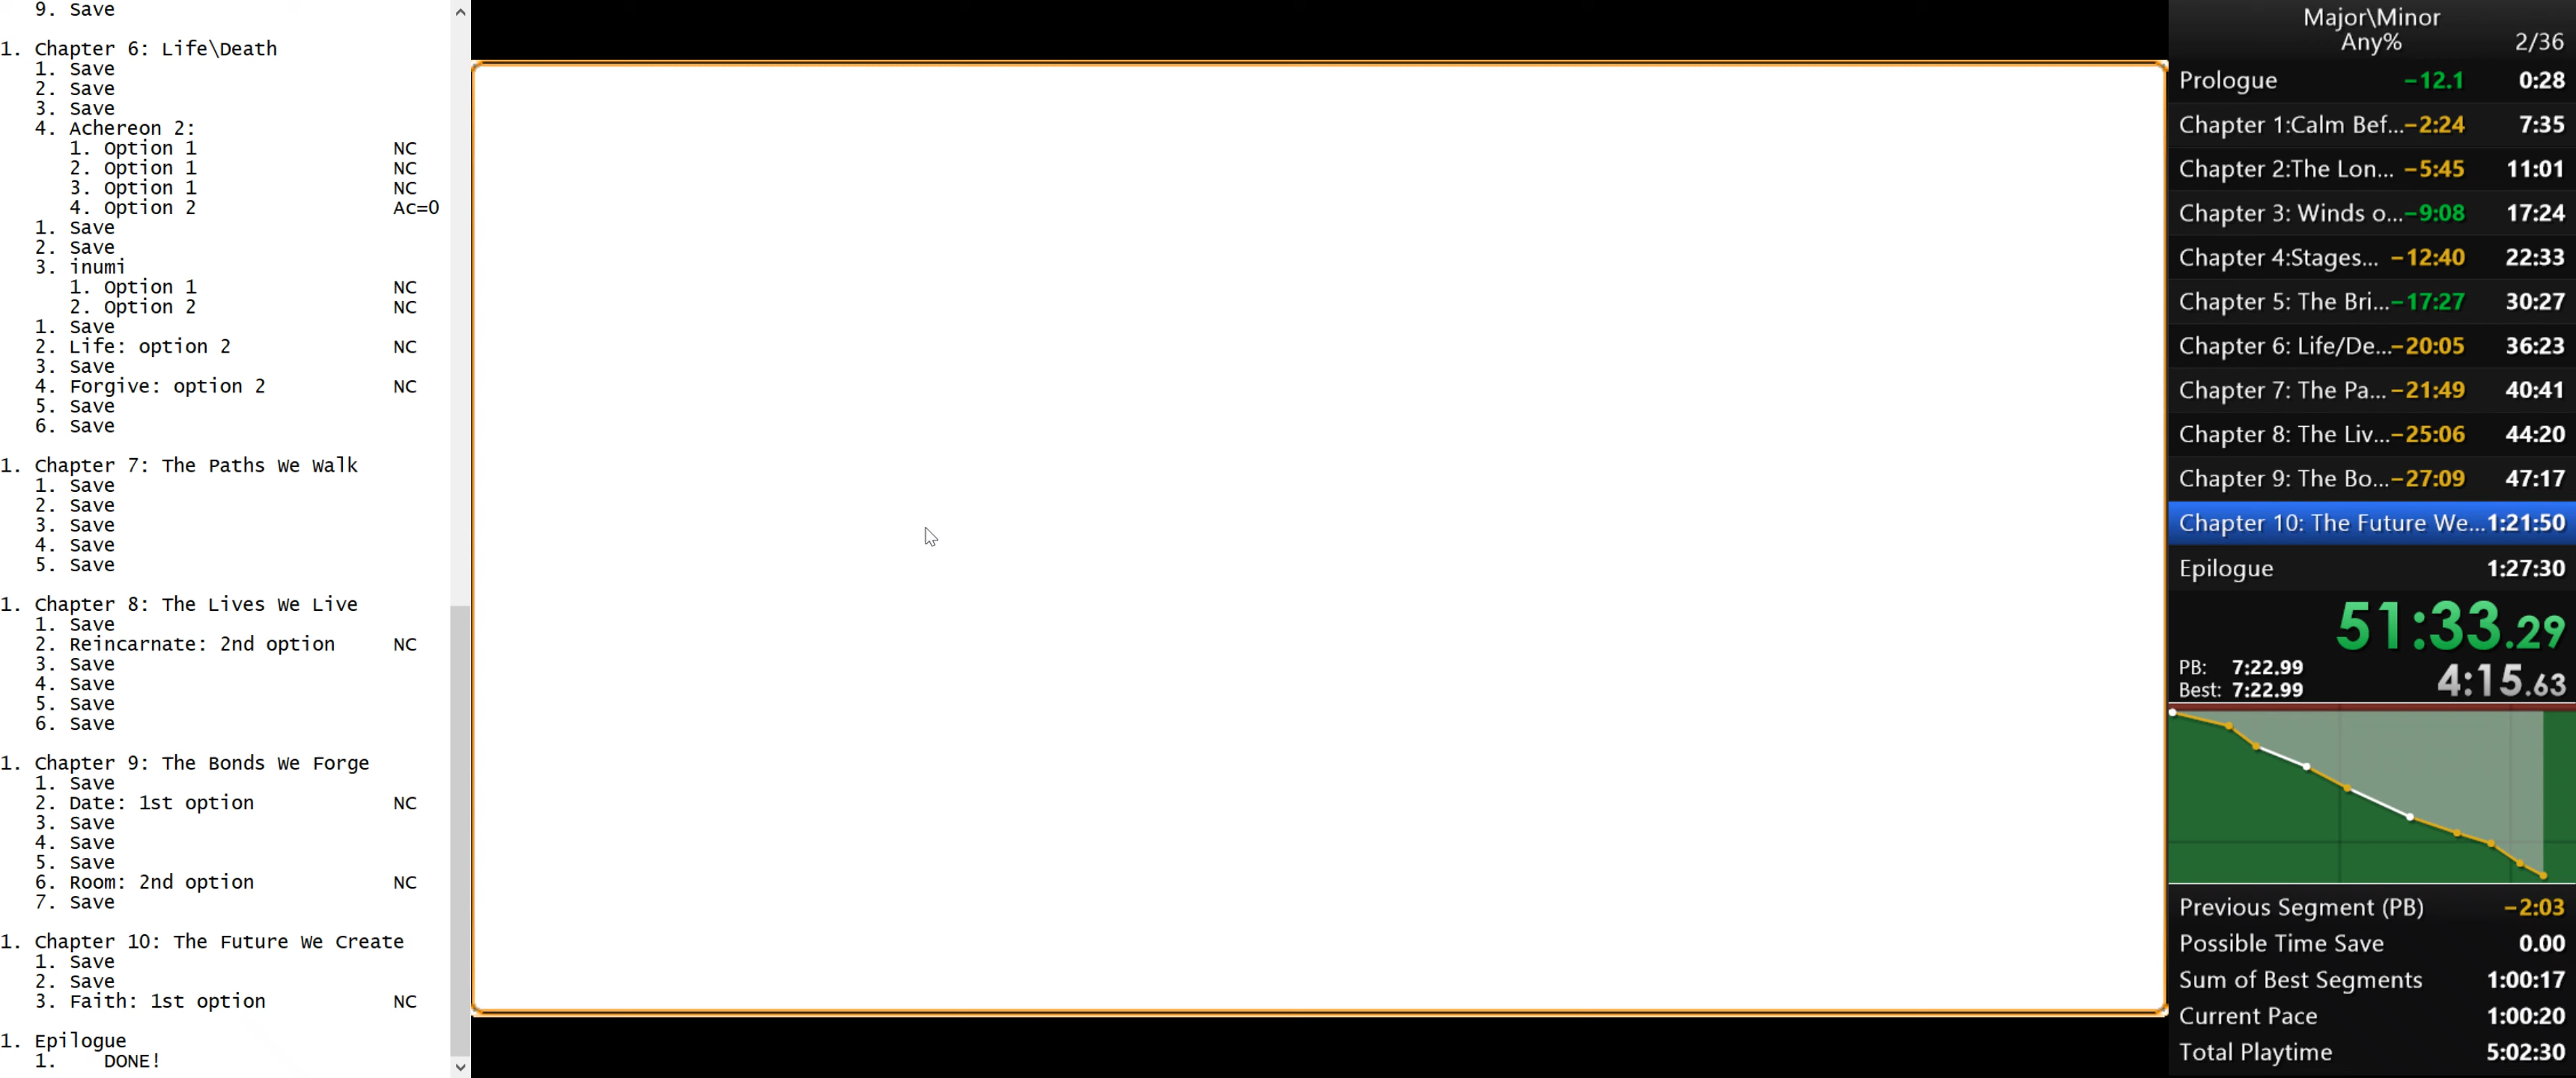 9. Save
1. Chapter 6: Life\Death
1. Save
2. Save
3. Save
4. Achereon 2:
1. Option 1 NC
2. Option 1 NC
3. Option 1 NC
4. Option 2 Ac=0
1. Save
2. Save
3. inumi
1. Option 1 NC
2. Option 2 NC
1. Save
2. Life: option 2 NC
3. Save
4. Forgive: option 2 NC
5. Save
6. Save
1. Chapter 7: The Paths We Walk
1. Save
2. Save
3. Save
4. Save
5. Save
1. Chapter 8: The Lives We Live
1. Save
2. Reincarnate: 2nd option NC
3. Save
4. Save
5. Save
6. Save
1. Chapter 9: The Bonds We Forge
1. Save
2. Date: 1st option NC
3. Save
4. Save
5. Save
6. Room: 2nd option NC
7. Save
1. Chapter 10: The Future We Create
1. Save
2. Save
3. Faith: 1st option NC
1. Epilogue
1. DONE!
Major\Minor
Any% 2/36
Prologue -12.1 0:28
Chapter 1:Calm Bef... -2:24 7:35
Chapter 2:The Lon... -5:45 11:01
Chapter 3: Winds o... -9:08 17:24
Chapter 4:Stages... -12:40 22:33
Chapter 5: The Bri... -17:27 30:27
Chapter 6: Life/De... -20:05 36:23
Chapter 7: The Pa... -21:49 40:41
Chapter 8: The Liv... -25:06 44:20
Chapter 9: The Bo... -27:09 47:17
Chapter 10: The Future We... 1:21:50
Epilogue 1:27:30
51:33.29
PB: 7:22.99
Best: 7:22.99 4:15.63
Previous Segment (PB) -2:03
Possible Time Save 0.00
Sum of Best Segments 1:00:17
Current Pace 1:00:20
Total Playtime 5:02:30